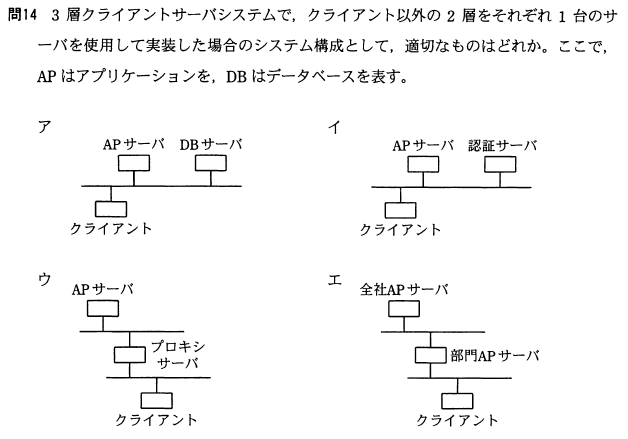 問14 3 層クライアントサーバシステムで，クライアント以外の 2 層をそれぞれ 1 台のサ
ーバを使用して実装した場合のシステム構成として，適切なものはどれか。ここで，
AP はアプリケーションを，DB はデータベースを表す。
ア
APサーバ DBサーバ
クライアント
イ
APサーバ 認証サーバ
クライアント
ウ
APサーバ
プロキシ
サーバ
クライアント
エ
全社APサーバ
部門APサーバ
クライアント